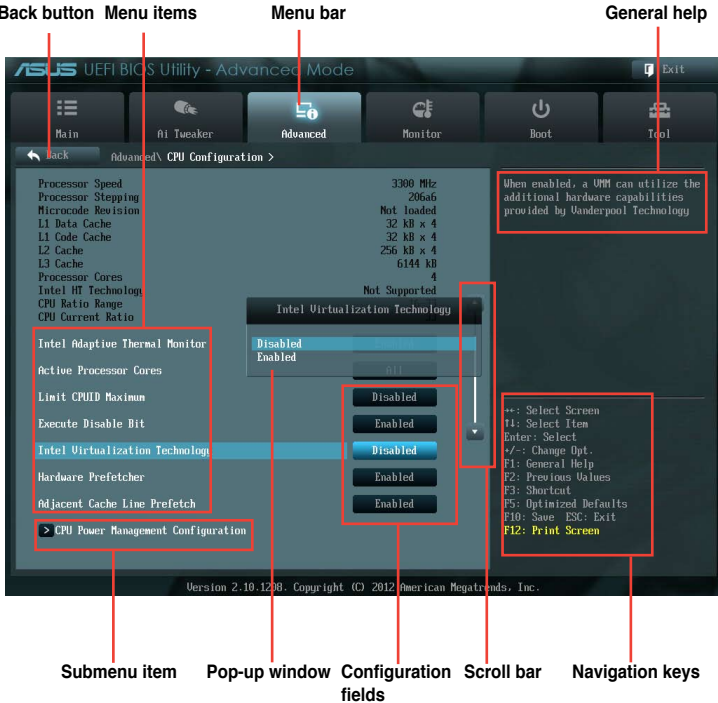 Back button Menu items Menu bar General help
ASUS UEFI BIOS Utility - Advanced Mode Exit
Main Ai Tweaker Advanced Monitor Boot Tool
Back Advanced\ CPU Configuration >
Processor Speed 3300 MHz
Processor Stepping 206a6
Microcode Revision Not loaded
L1 Data Cache 32 kB x 4
L1 Code Cache 32 kB x 4
L2 Cache 256 kB x 4
L3 Cache 6144 kB
Processor Cores 4
Intel HT Technology Not Supported
CPU Ratio Range
CPU Current Ratio
When enabled, a VMM can utilize the
additional hardware capabilities
provided by Vanderpool Technology
Intel Virtualization Technology
Disabled
Enabled
Intel Adaptive Thermal Monitor
Active Processor Cores All
Limit CPUID Maximum Disabled
Execute Disable Bit Enabled
Intel Virtualization Technology Disabled
Hardware Prefetcher Enabled
Adjacent Cache Line Prefetch Enabled
> CPU Power Management Configuration
→←: Select Screen
↑↓: Select Item
Enter: Select
+/-: Change Opt.
F1: General Help
F2: Previous Values
F3: Shortcut
F5: Optimized Defaults
F10: Save ESC: Exit
F12: Print Screen
Version 2.10.1208. Copyright (C) 2012 American Megatrends, Inc.
Submenu item Pop-up window Configuration fields Scroll bar Navigation keys